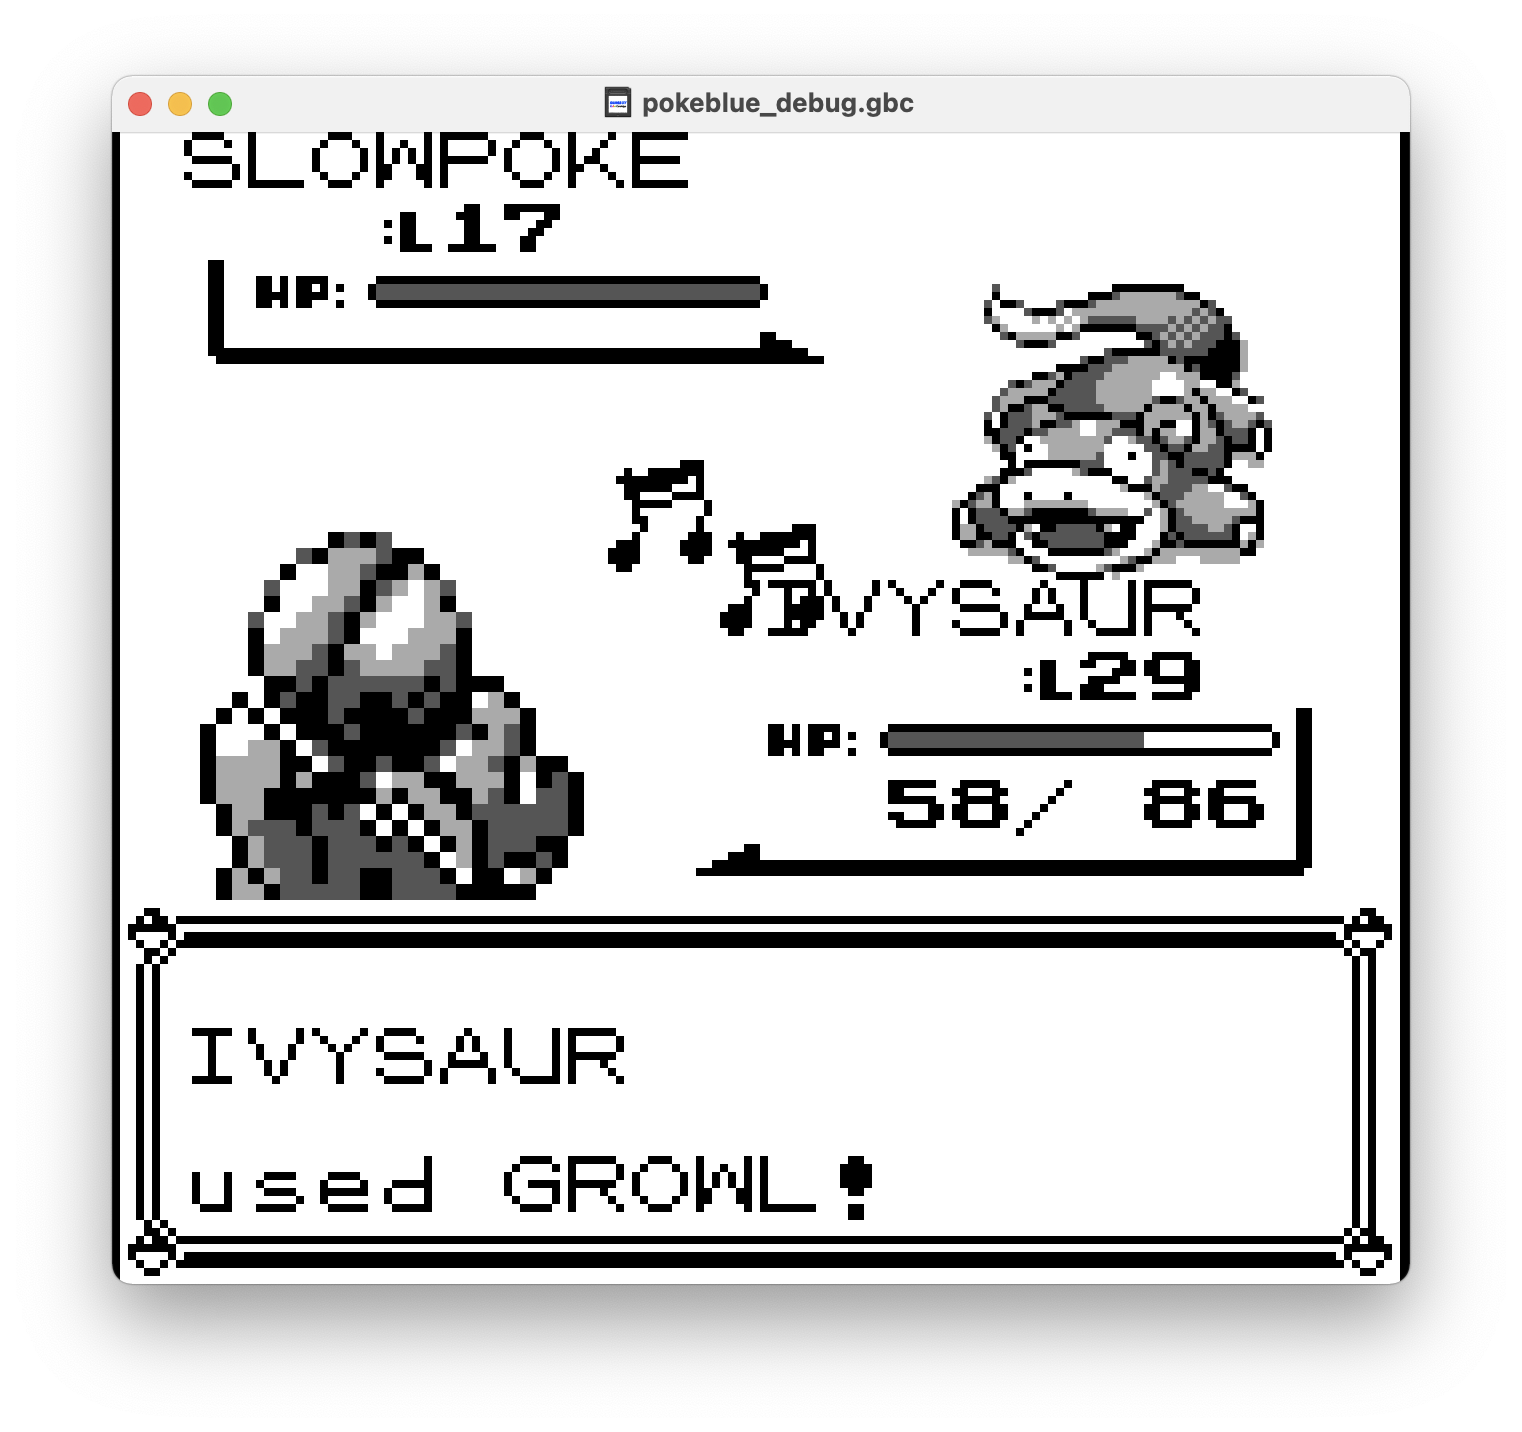 pokeblue_debug.gbc
SLOWPOKE
:L17
HP:
IVYSAUR
:L29
HP:
58/ 86
IVYSAUR
used GROWL!